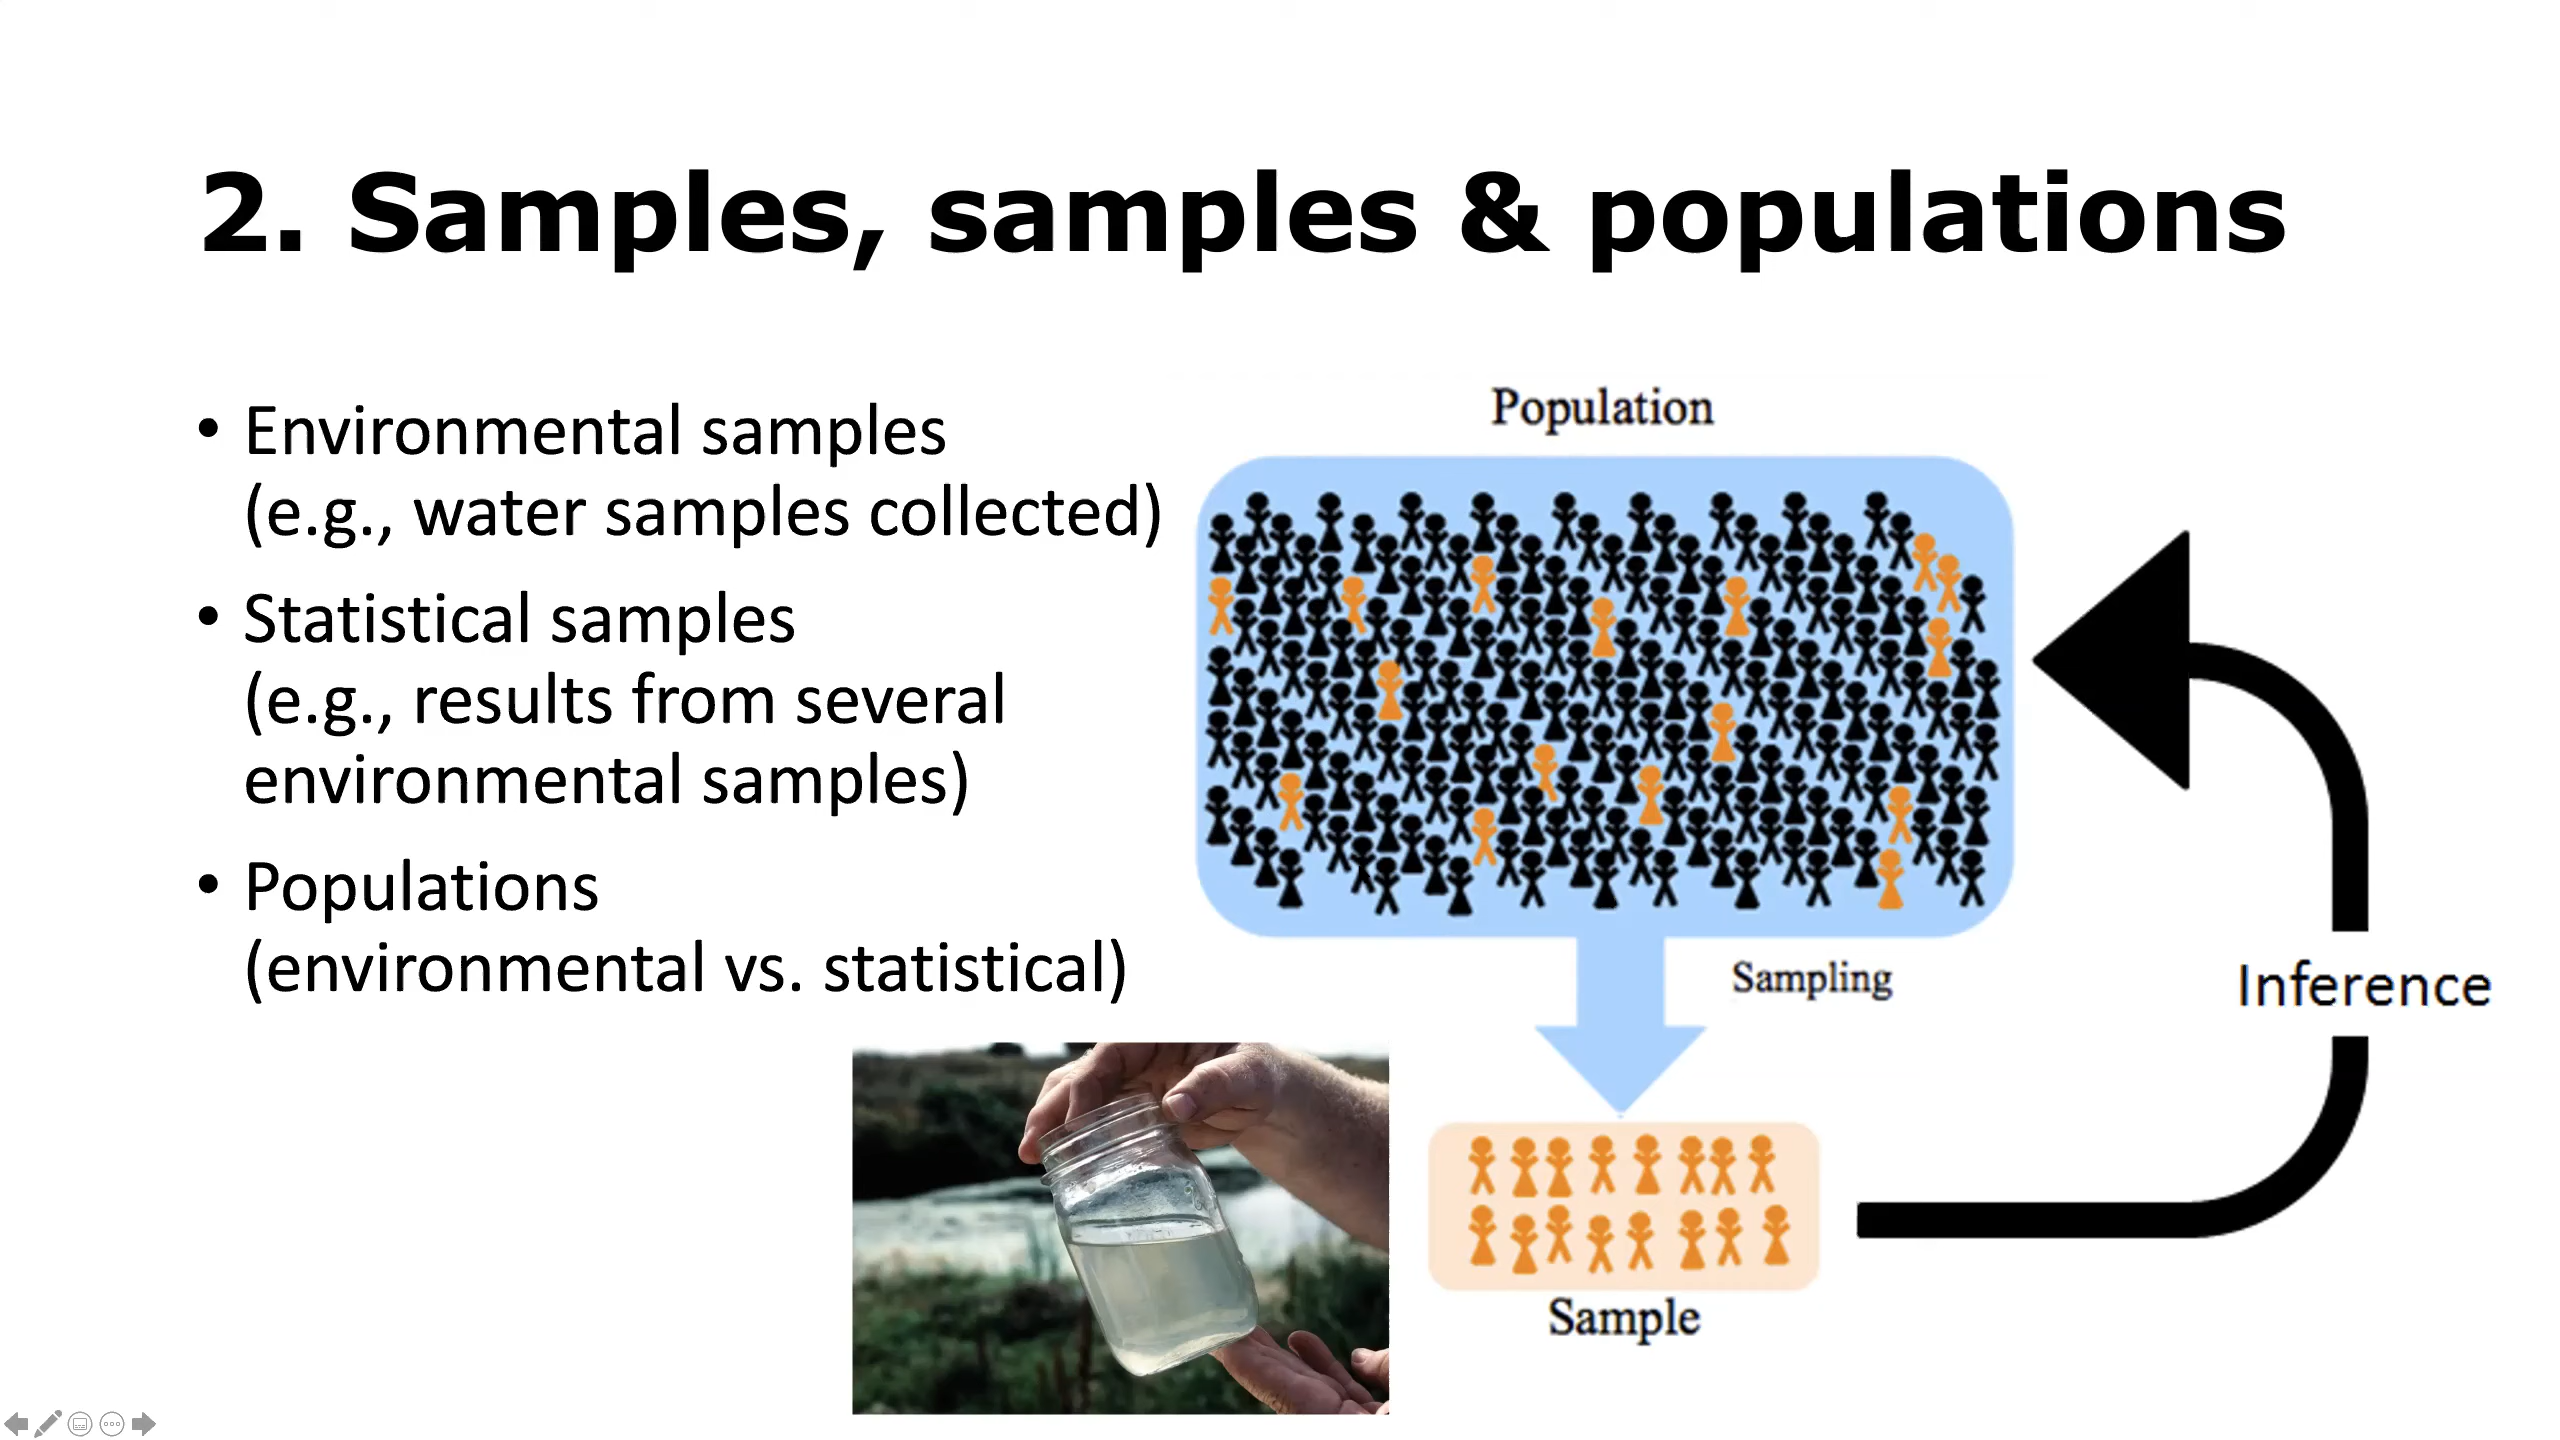 2. Samples, samples & populations
• Environmental samples
(e.g., water samples collected)
• Statistical samples
(e.g., results from several
environmental samples)
• Populations
(environmental vs. statistical)
Population
Sampling
Inference
Sample